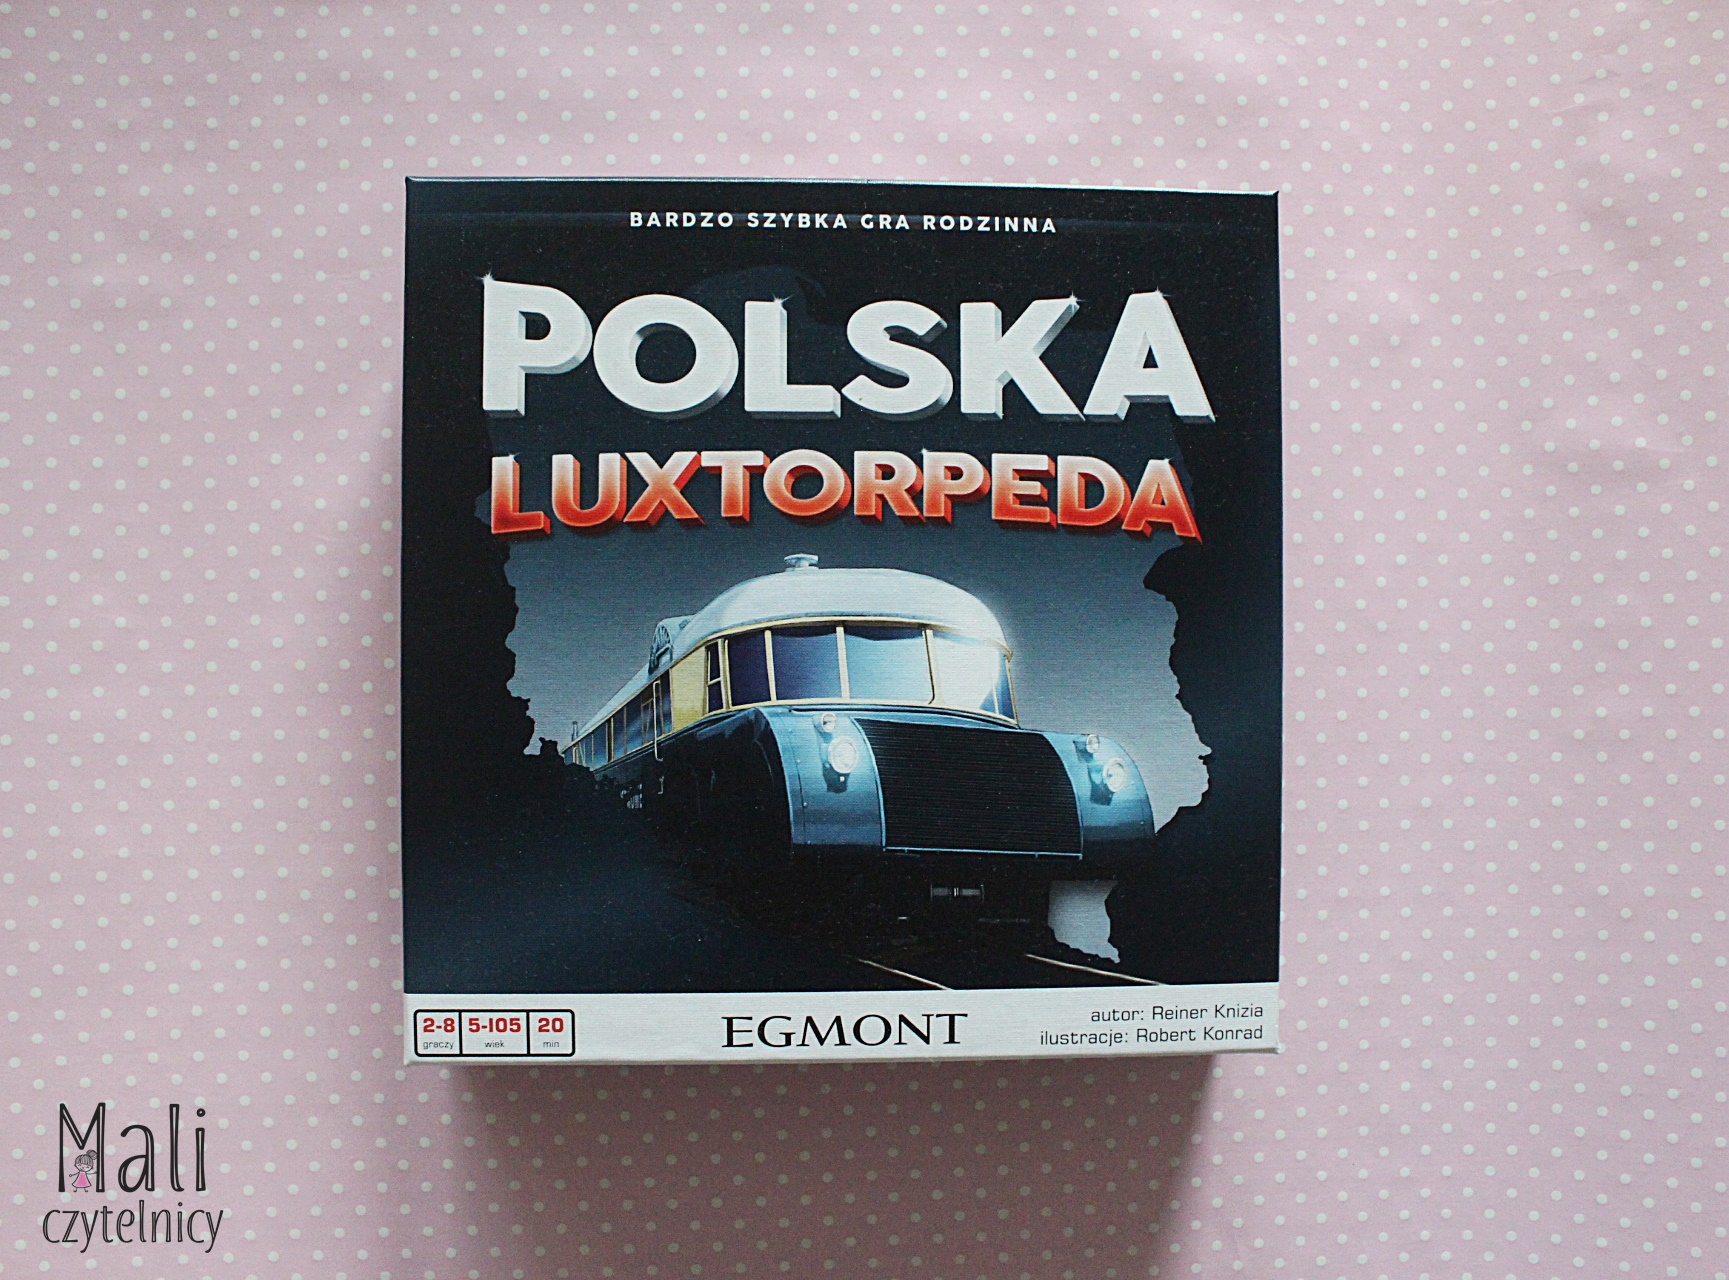 BARDZO SZYBKA GRA RODZINNA
POLSKA
LUXTORPEDA
2-8 graczy
5-105 wiek
20 min
EGMONT
autor: Reiner Knizia
ilustracje: Robert Konrad
Mali
czytelnicy